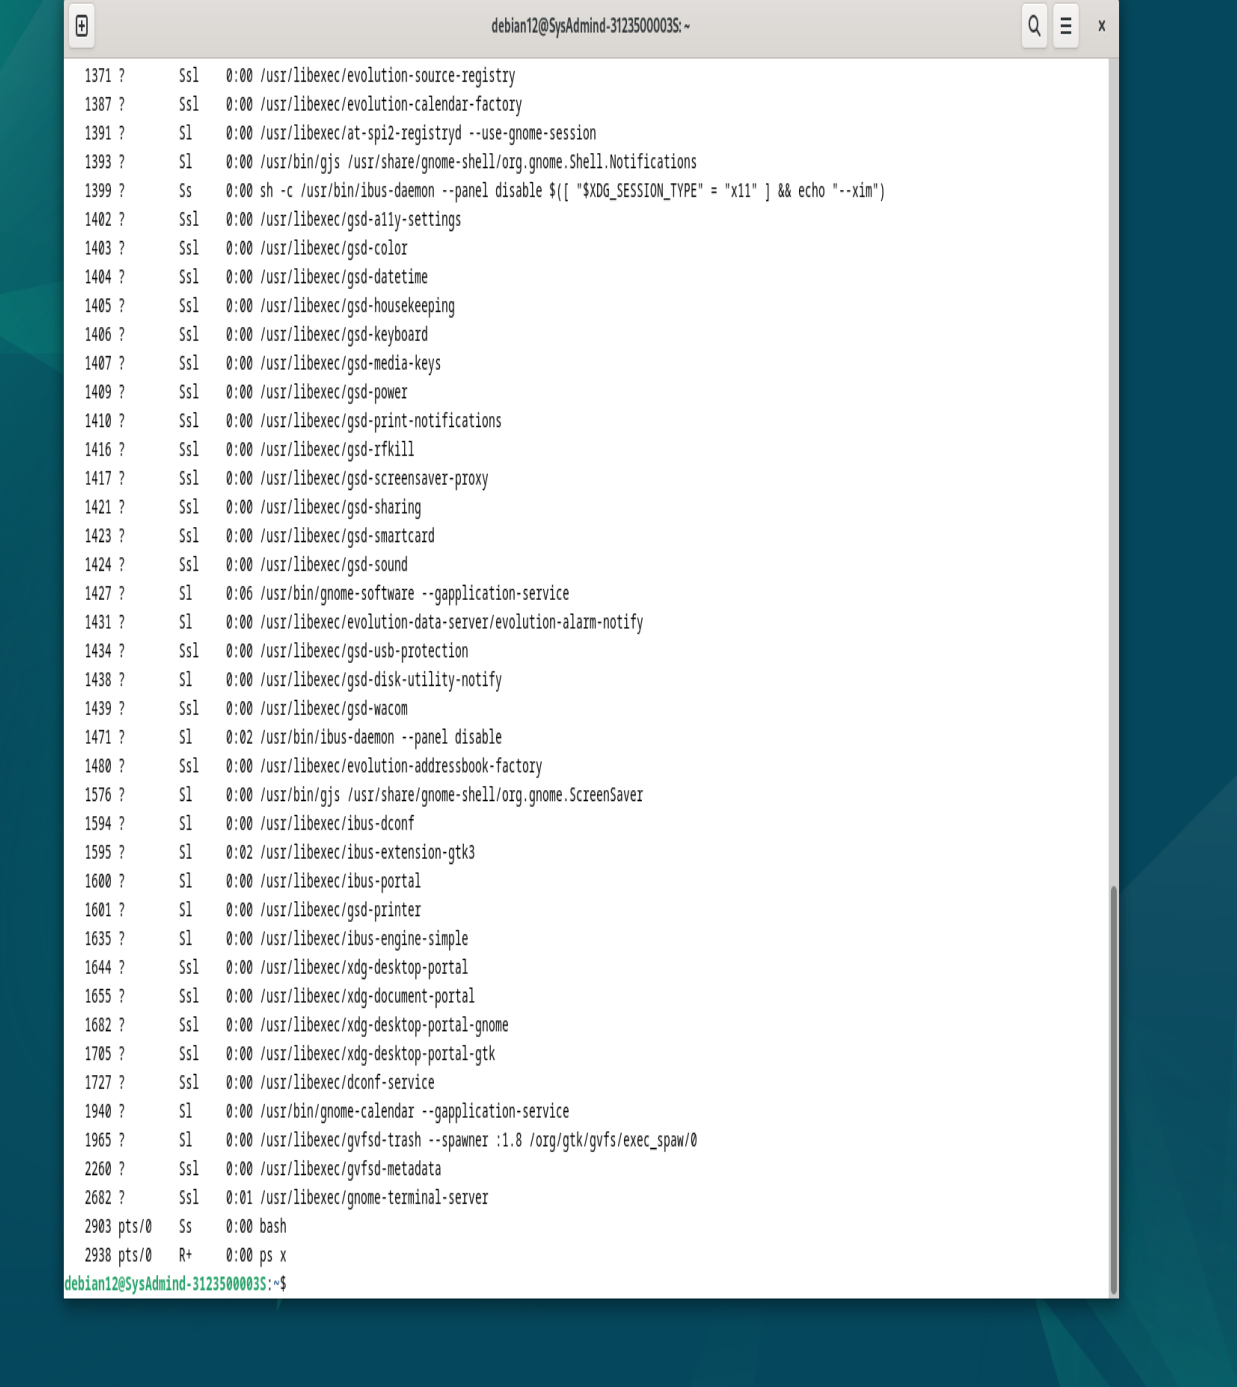 debian12@SysAdmind-3123500003S: ~
1371 ? Ssl 0:00 /usr/libexec/evolution-source-registry
1387 ? Ssl 0:00 /usr/libexec/evolution-calendar-factory
1391 ? Sl 0:00 /usr/libexec/at-spi2-registryd --use-gnome-session
1393 ? Sl 0:00 /usr/bin/gjs /usr/share/gnome-shell/org.gnome.Shell.Notifications
1399 ? Ss 0:00 sh -c /usr/bin/ibus-daemon --panel disable $([ "$XDG_SESSION_TYPE" = "x11" ] && echo "--xim")
1402 ? Ssl 0:00 /usr/libexec/gsd-a11y-settings
1403 ? Ssl 0:00 /usr/libexec/gsd-color
1404 ? Ssl 0:00 /usr/libexec/gsd-datetime
1405 ? Ssl 0:00 /usr/libexec/gsd-housekeeping
1406 ? Ssl 0:00 /usr/libexec/gsd-keyboard
1407 ? Ssl 0:00 /usr/libexec/gsd-media-keys
1409 ? Ssl 0:00 /usr/libexec/gsd-power
1410 ? Ssl 0:00 /usr/libexec/gsd-print-notifications
1416 ? Ssl 0:00 /usr/libexec/gsd-rfkill
1417 ? Ssl 0:00 /usr/libexec/gsd-screensaver-proxy
1421 ? Ssl 0:00 /usr/libexec/gsd-sharing
1423 ? Ssl 0:00 /usr/libexec/gsd-smartcard
1424 ? Ssl 0:00 /usr/libexec/gsd-sound
1427 ? Sl 0:06 /usr/bin/gnome-software --gapplication-service
1431 ? Sl 0:00 /usr/libexec/evolution-data-server/evolution-alarm-notify
1434 ? Ssl 0:00 /usr/libexec/gsd-usb-protection
1438 ? Sl 0:00 /usr/libexec/gsd-disk-utility-notify
1439 ? Ssl 0:00 /usr/libexec/gsd-wacom
1471 ? Sl 0:02 /usr/bin/ibus-daemon --panel disable
1480 ? Ssl 0:00 /usr/libexec/evolution-addressbook-factory
1576 ? Sl 0:00 /usr/bin/gjs /usr/share/gnome-shell/org.gnome.ScreenSaver
1594 ? Sl 0:00 /usr/libexec/ibus-dconf
1595 ? Sl 0:02 /usr/libexec/ibus-extension-gtk3
1600 ? Sl 0:00 /usr/libexec/ibus-portal
1601 ? Sl 0:00 /usr/libexec/gsd-printer
1635 ? Sl 0:00 /usr/libexec/ibus-engine-simple
1644 ? Ssl 0:00 /usr/libexec/xdg-desktop-portal
1655 ? Ssl 0:00 /usr/libexec/xdg-document-portal
1682 ? Ssl 0:00 /usr/libexec/xdg-desktop-portal-gnome
1705 ? Ssl 0:00 /usr/libexec/xdg-desktop-portal-gtk
1727 ? Ssl 0:00 /usr/libexec/dconf-service
1940 ? Sl 0:00 /usr/bin/gnome-calendar --gapplication-service
1965 ? Sl 0:00 /usr/libexec/gvfsd-trash --spawner :1.8 /org/gtk/gvfs/exec_spaw/0
2260 ? Ssl 0:00 /usr/libexec/gvfsd-metadata
2682 ? Ssl 0:01 /usr/libexec/gnome-terminal-server
2903 pts/0 Ss 0:00 bash
2938 pts/0 R+ 0:00 ps x
debian12@SysAdmind-3123500003S:~$